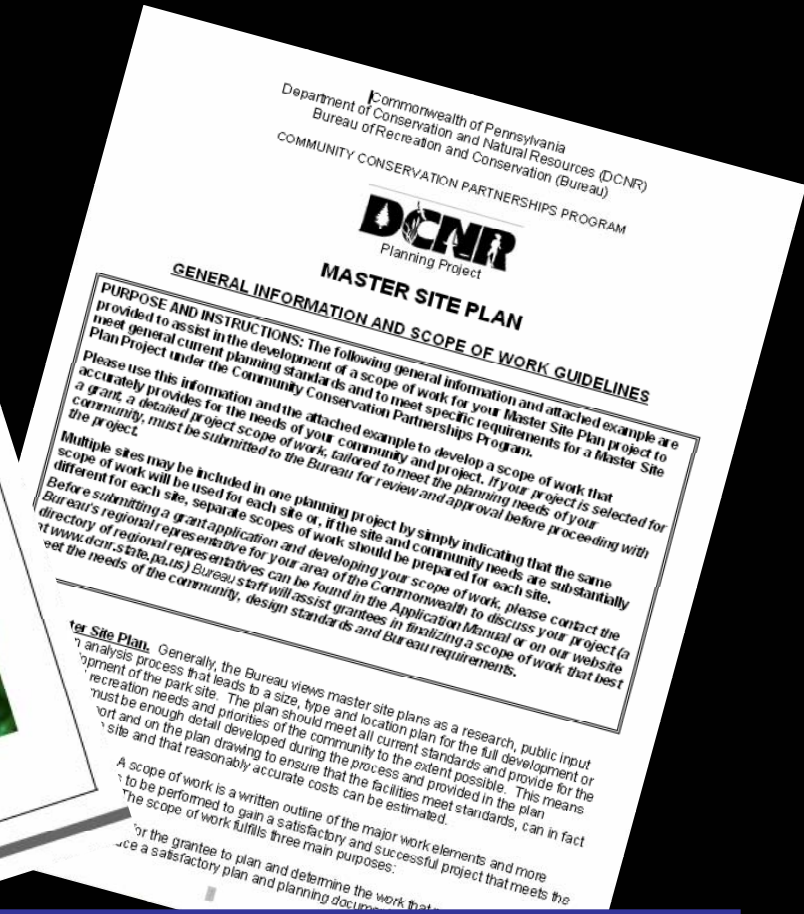 Commonwealth of Pennsylvania
Department of Conservation and Natural Resources (DCNR)
Bureau of Recreation and Conservation (Bureau)
COMMUNITY CONSERVATION PARTNERSHIPS PROGRAM
DCNR
Planning Project
MASTER SITE PLAN
GENERAL INFORMATION AND SCOPE OF WORK GUIDELINES
PURPOSE AND INSTRUCTIONS: The following general information and attached example are
provided to assist in the development of a scope of work for your Master Site Plan project to
meet general current planning standards and to meet specific requirements for a Master Site
Plan Project under the Community Conservation Partnerships Program.
Please use this information and the attached example to develop a scope of work that
accurately provides for the needs of your community and project. If your project is selected for
a grant, a detailed project scope of work, tailored to meet the planning needs of your
community, must be submitted to the Bureau for review and approval before proceeding with
the project.
Multiple sites may be included in one planning project by simply indicating that the same
scope of work will be used for each site or, if the site and community needs are substantially
different for each site, separate scopes of work should be prepared for each site.
Before submitting a grant application and developing your scope of work, please contact the
Bureau's regional representative for your area of the Commonwealth to discuss your project (a
directory of regional representatives can be found in the Application Manual or on our website
at www.dcnr.state.pa.us) Bureau staff will assist grantees in finalizing a scope of work that best
meet the needs of the community, design standards and Bureau requirements.
Site Plan. Generally, the Bureau views master site plans as a research, public input
analysis process that leads to a size, type and location plan for the full development or
of the park site. The plan should meet all current standards and provide for the
recreation needs and priorities of the community to the extent possible. This means
must be enough detail developed during the process and provided in the plan
and on the plan drawing to ensure that the facilities meet standards, can in fact
site and that reasonably accurate costs can be estimated.
A scope of work is a written outline of the major work elements and more
to be performed to gain a satisfactory and successful project that meets the
The scope of work fulfills three main purposes:
for the grantee to plan and determine the work that
a satisfactory plan and planning